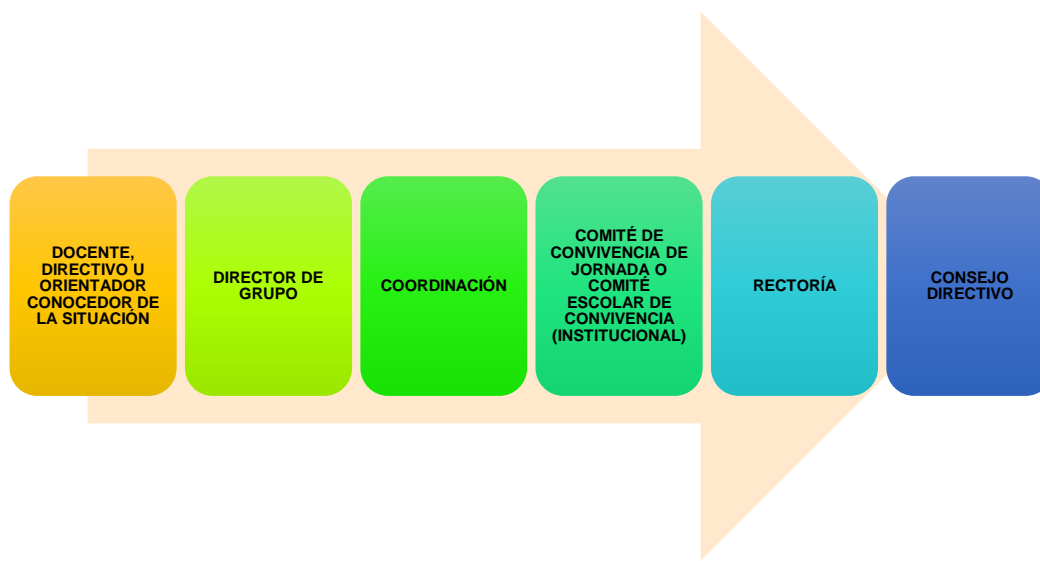 DOCENTE,
DIRECTIVO U
ORIENTADOR
CONOCEDOR DE
LA SITUACIÓN
DIRECTOR DE
GRUPO
COORDINACIÓN
COMITÉ DE
CONVIVENCIA DE
JORNADA O
COMITÉ
ESCOLAR DE
CONVIVENCIA
(INSTITUCIONAL)
RECTORÍA
CONSEJO
DIRECTIVO